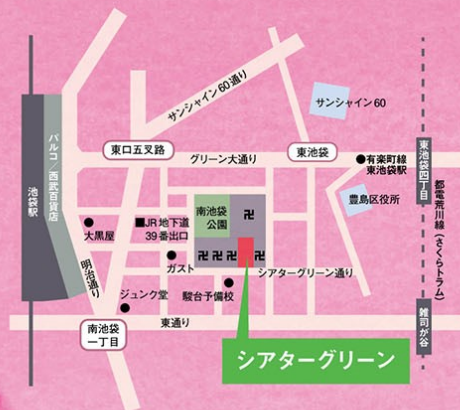 サンシャイン60通り
サンシャイン60
東口五叉路
グリーン大通り
東池袋
有楽町線
東池袋駅
東池袋四丁目
都電荒川線(さくらトラム)
パルコ/西武百貨店
池袋駅
豊島区役所
南池袋
公園
卍
大黒屋
JR地下道
39番出口
明治通り
ガスト
卍卍卍 卍
シアターグリーン通り
駿台予備校
ジュンク堂
南池袋
一丁目
東通り
雑司が谷
シアターグリーン